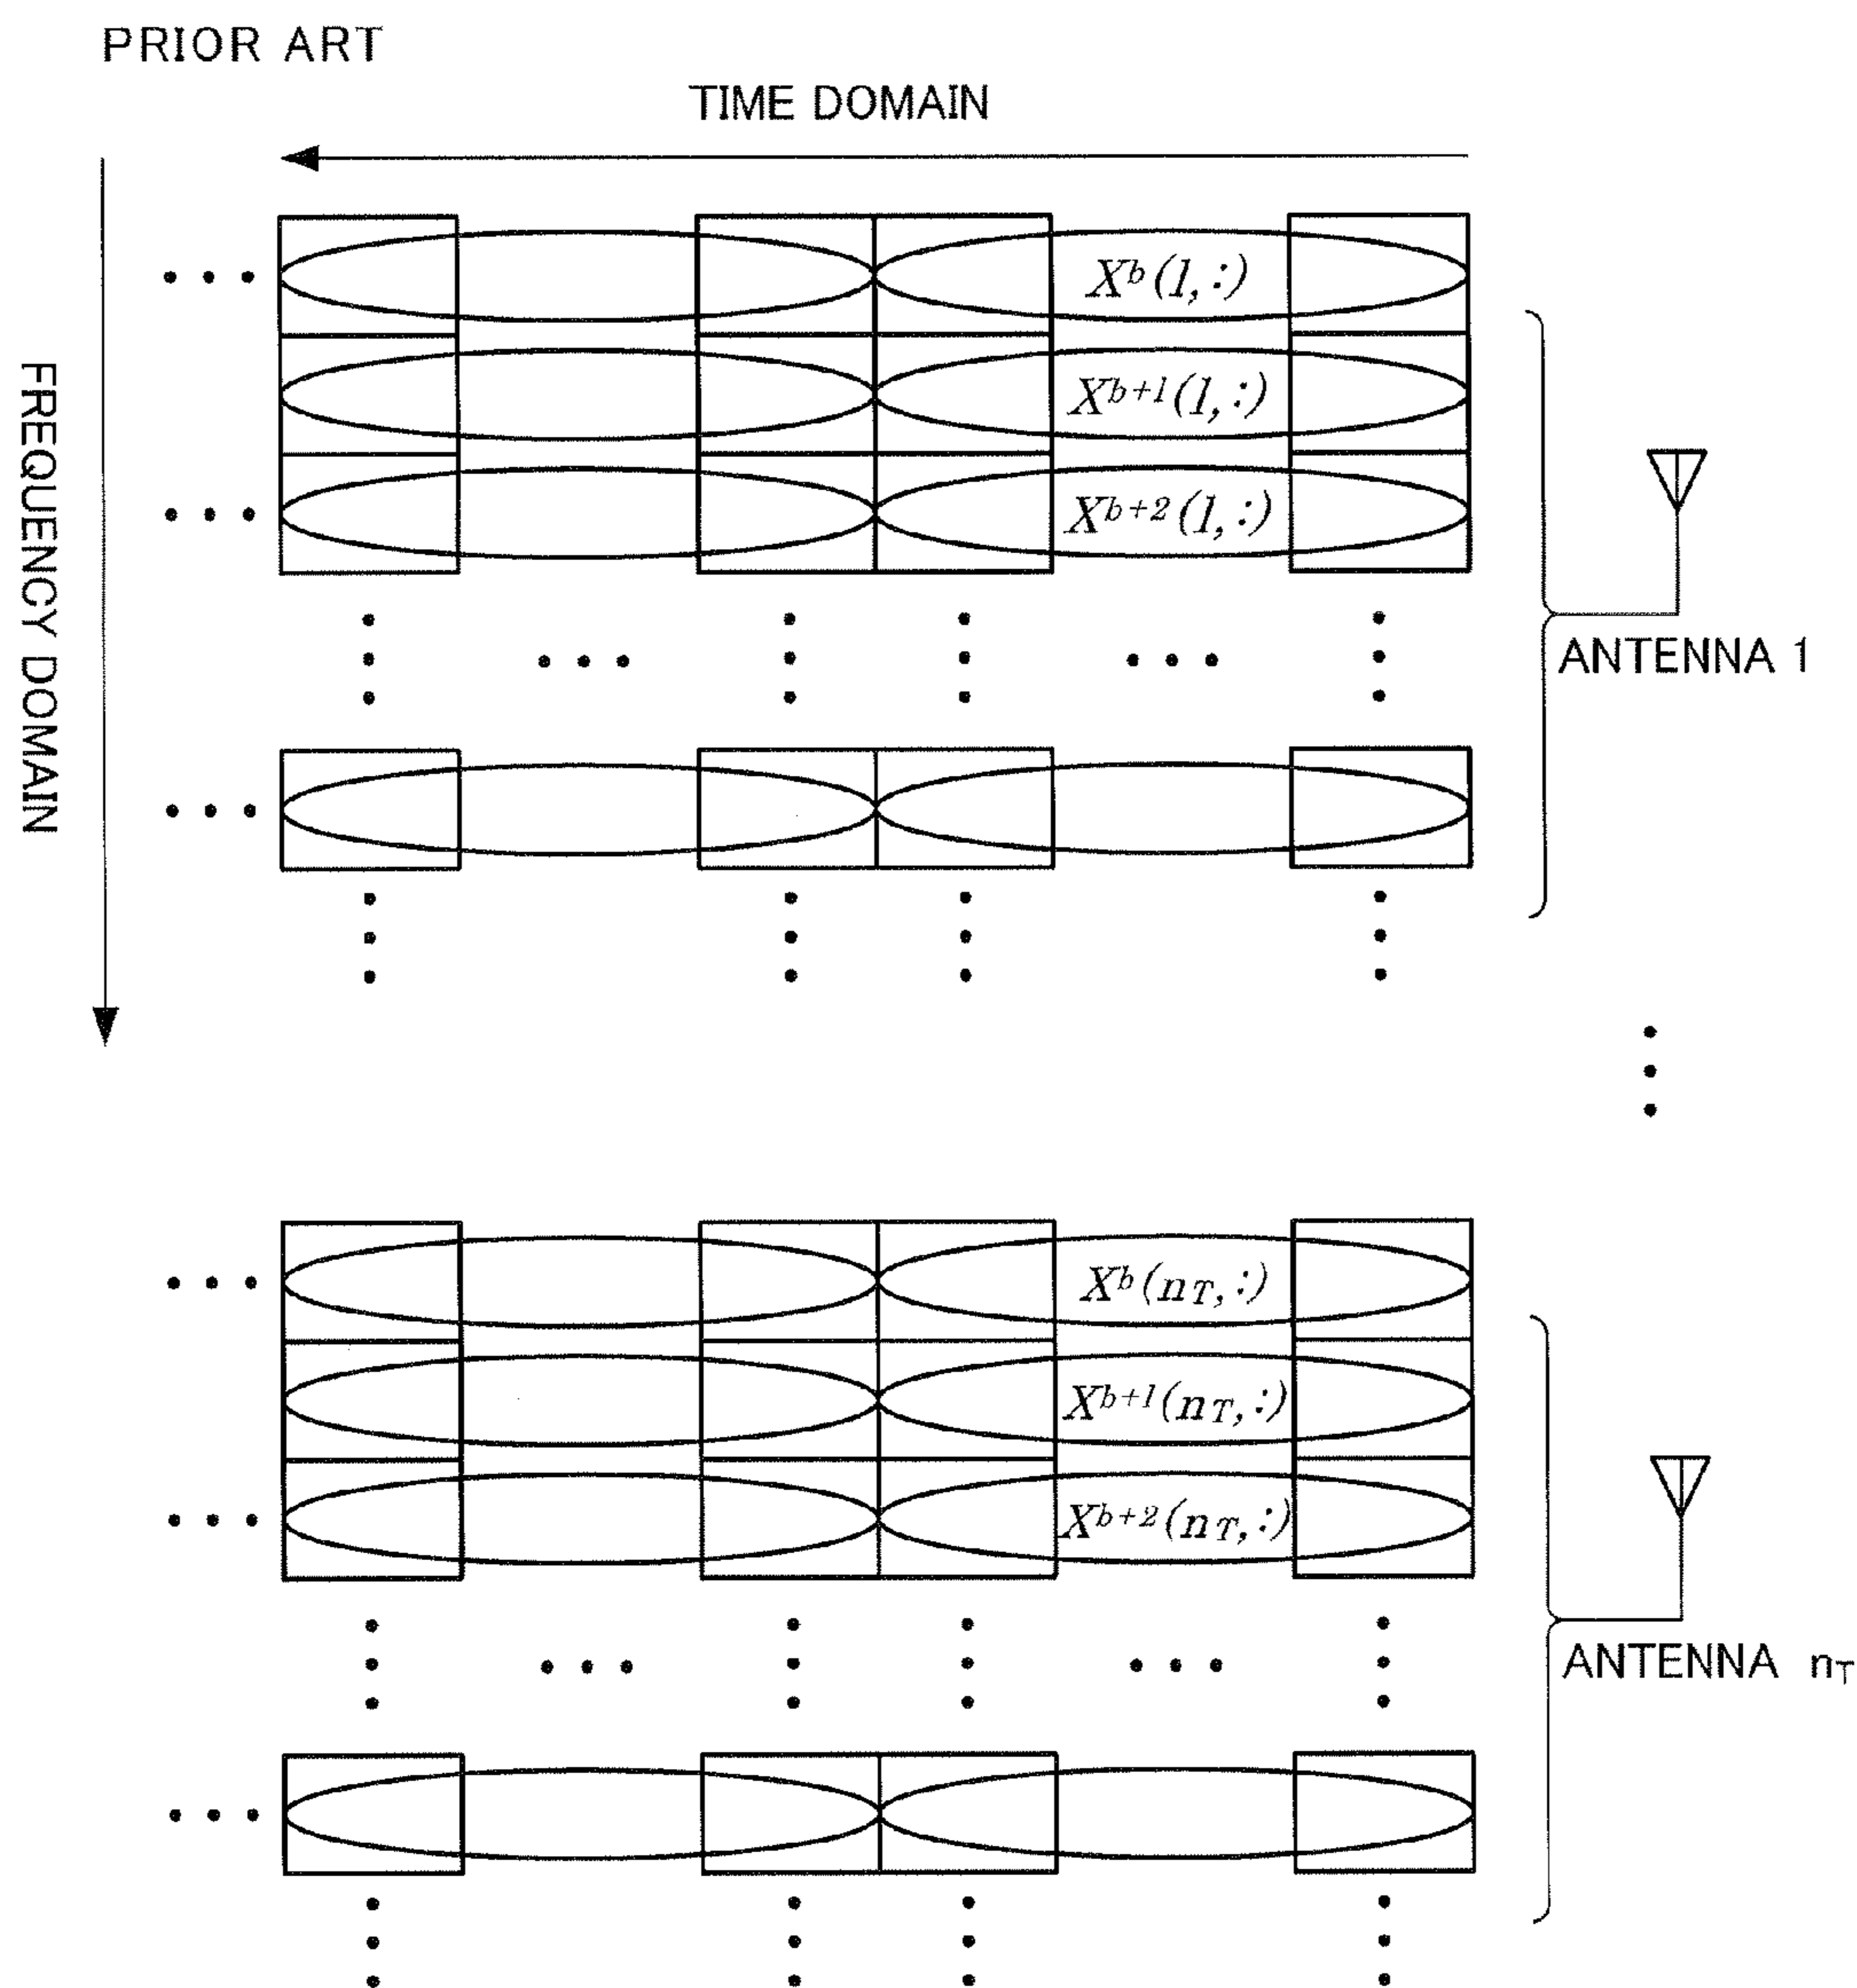 PRIOR ART
TIME DOMAIN
FREQUENCY DOMAIN
X^b(1,:)
X^{b+1}(1,:)
X^{b+2}(1,:)
ANTENNA 1
X^b(n_T,:)
X^{b+1}(n_T,:)
X^{b+2}(n_T,:)
ANTENNA n_T